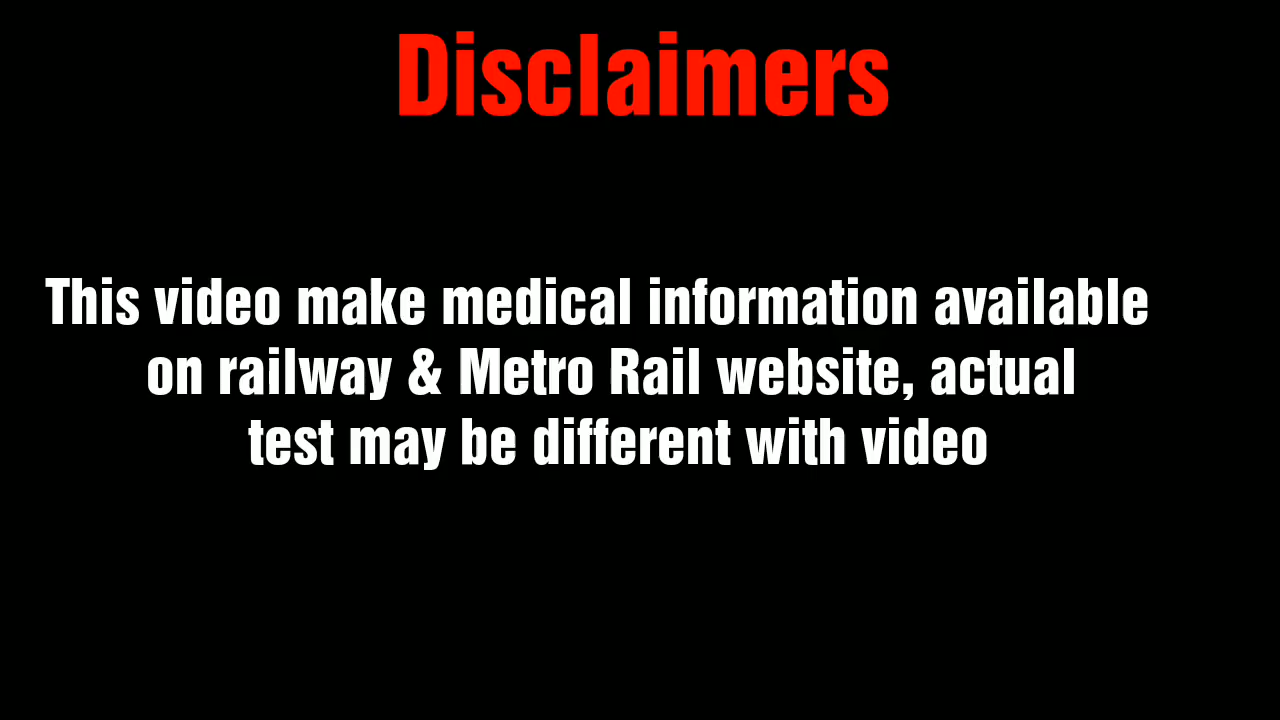 Disclaimers
This video make medical information available
on railway & Metro Rail website, actual
test may be different with video